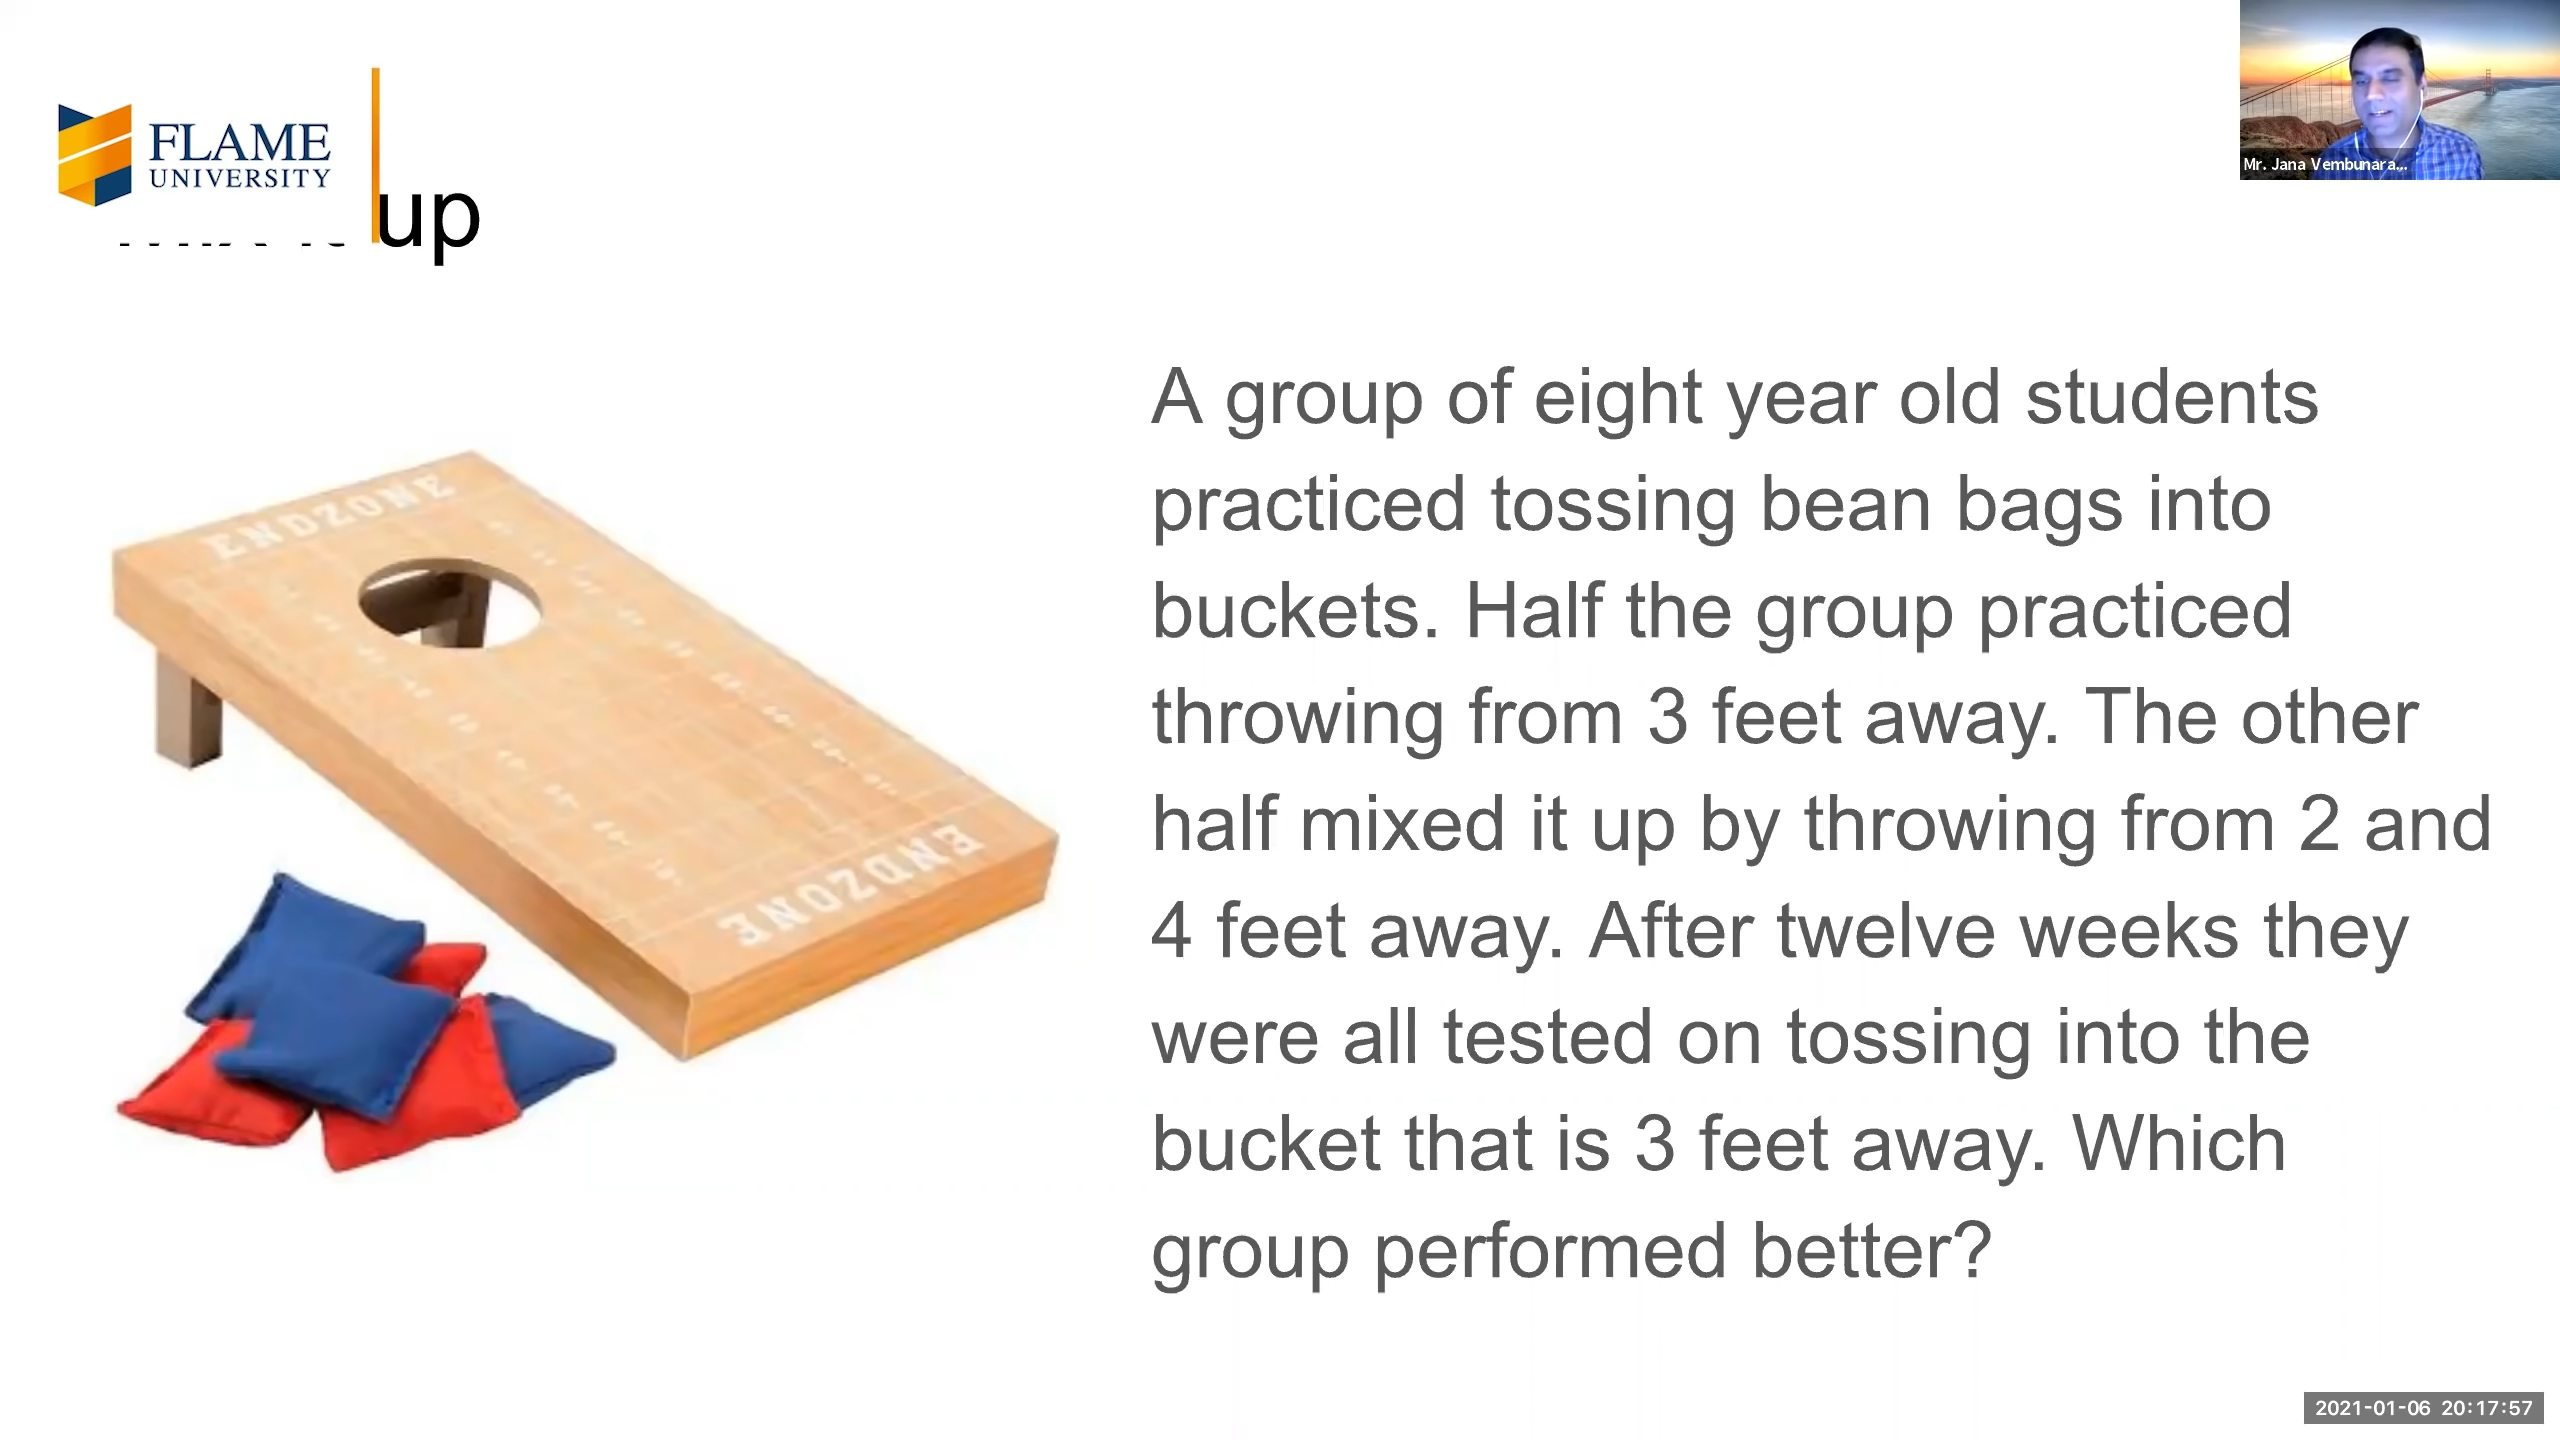 FLAME
UNIVERSITY
up
Mr. Jana Vembunara...
A group of eight year old students
practiced tossing bean bags into
buckets. Half the group practiced
throwing from 3 feet away. The other
half mixed it up by throwing from 2 and
4 feet away. After twelve weeks they
were all tested on tossing into the
bucket that is 3 feet away. Which
group performed better?
ENDZONE
ENDZONE
2021-01-06 20:17:57